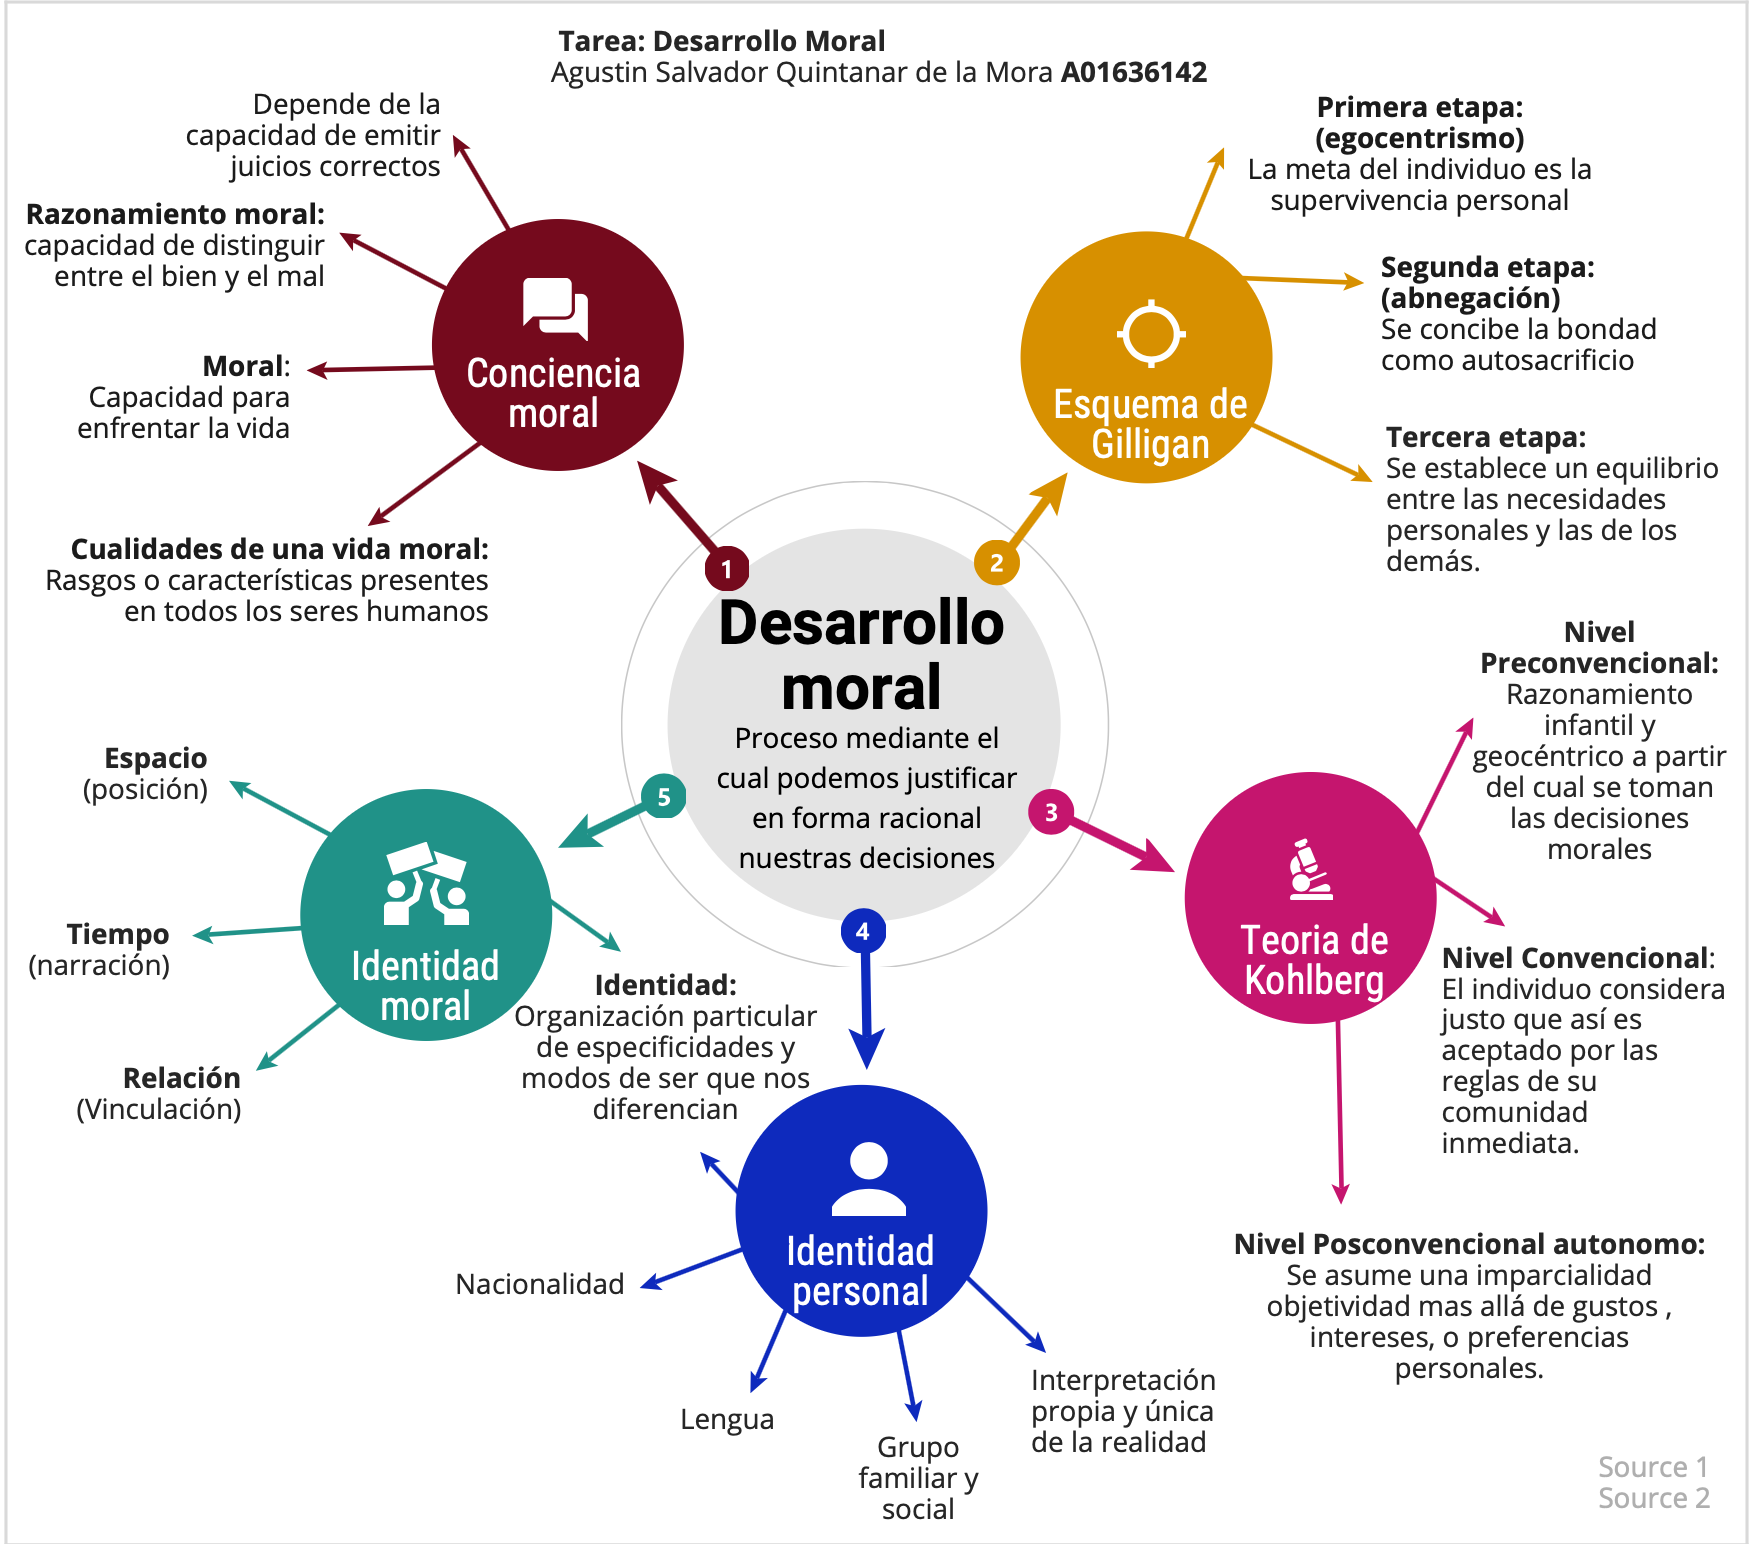 Tarea: Desarrollo Moral
Agustin Salvador Quintanar de la Mora A01636142
Depende de la
capacidad de emitir
juicios correctos
Razonamiento moral:
capacidad de distinguir
entre el bien y el mal
Moral:
Capacidad para
enfrentar la vida
Cualidades de una vida moral:
Rasgos o características presentes
en todos los seres humanos
Conciencia
moral
1
Primera etapa:
(egocentrismo)
La meta del individuo es la
supervivencia personal
Segunda etapa:
(abnegación)
Se concibe la bondad
como autosacrificio
Tercera etapa:
Se establece un equilibrio
entre las necesidades
personales y las de los
demás.
Esquema de
Gilligan
2
Desarrollo
moral
Proceso mediante el
cual podemos justificar
en forma racional
nuestras decisiones
3
Teoria de
Kohlberg
Nivel
Preconvencional:
Razonamiento
infantil y
geocéntrico a partir
del cual se toman
las decisiones
morales
Nivel Convencional:
El individuo considera
justo que así es
aceptado por las
reglas de su
comunidad
inmediata.
Nivel Posconvencional autonomo:
Se asume una imparcialidad
objetividad mas allá de gustos ,
intereses, o preferencias
personales.
5
Identidad
moral
Espacio
(posición)
Tiempo
(narración)
Relación
(Vinculación)
Identidad:
Organización particular
de especificidades y
modos de ser que nos
diferencian
4
Identidad
personal
Nacionalidad
Lengua
Grupo
familiar y
social
Interpretación
propia y única
de la realidad
Source 1
Source 2